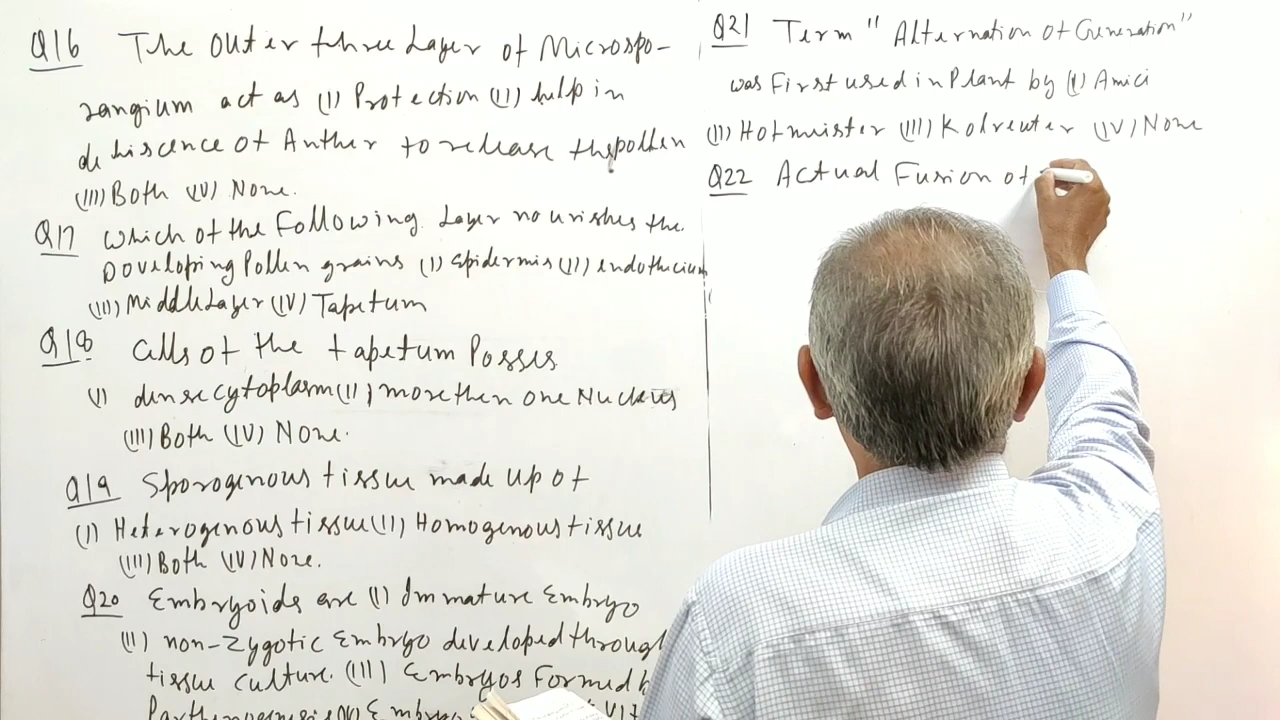 Q16 The outer three Layer of Microspo-
rangium act as (I) Protection (II) help in
dehiscence of Anther to release the pollen
(III) Both (IV) None.
Q17 which of the Following Layer nourishes the
Developing Pollen grains (I) Epidermis (II) endothecium
(III) Middle Layer (IV) Tapetum
Q18 Cells of the tapetum Posses
(I) dense cytoplasm (II) more then one Nucleus
(III) Both (IV) None.
Q19 Sporogenous tissue made up of
(I) Heterogenous tissue (II) Homogenous tissue
(III) Both (IV) None.
Q20 Embryoids are (I) Immature Embryo
(II) non-Zygotic Embryo developed through
tissue culture. (III) Embryos Formed
Q21 Term "Alternation of Generation"
was First used in Plant by (I) Amici
(II) Hofmeister (III) Kolreuter (IV) None
Q22 Actual Fusion of